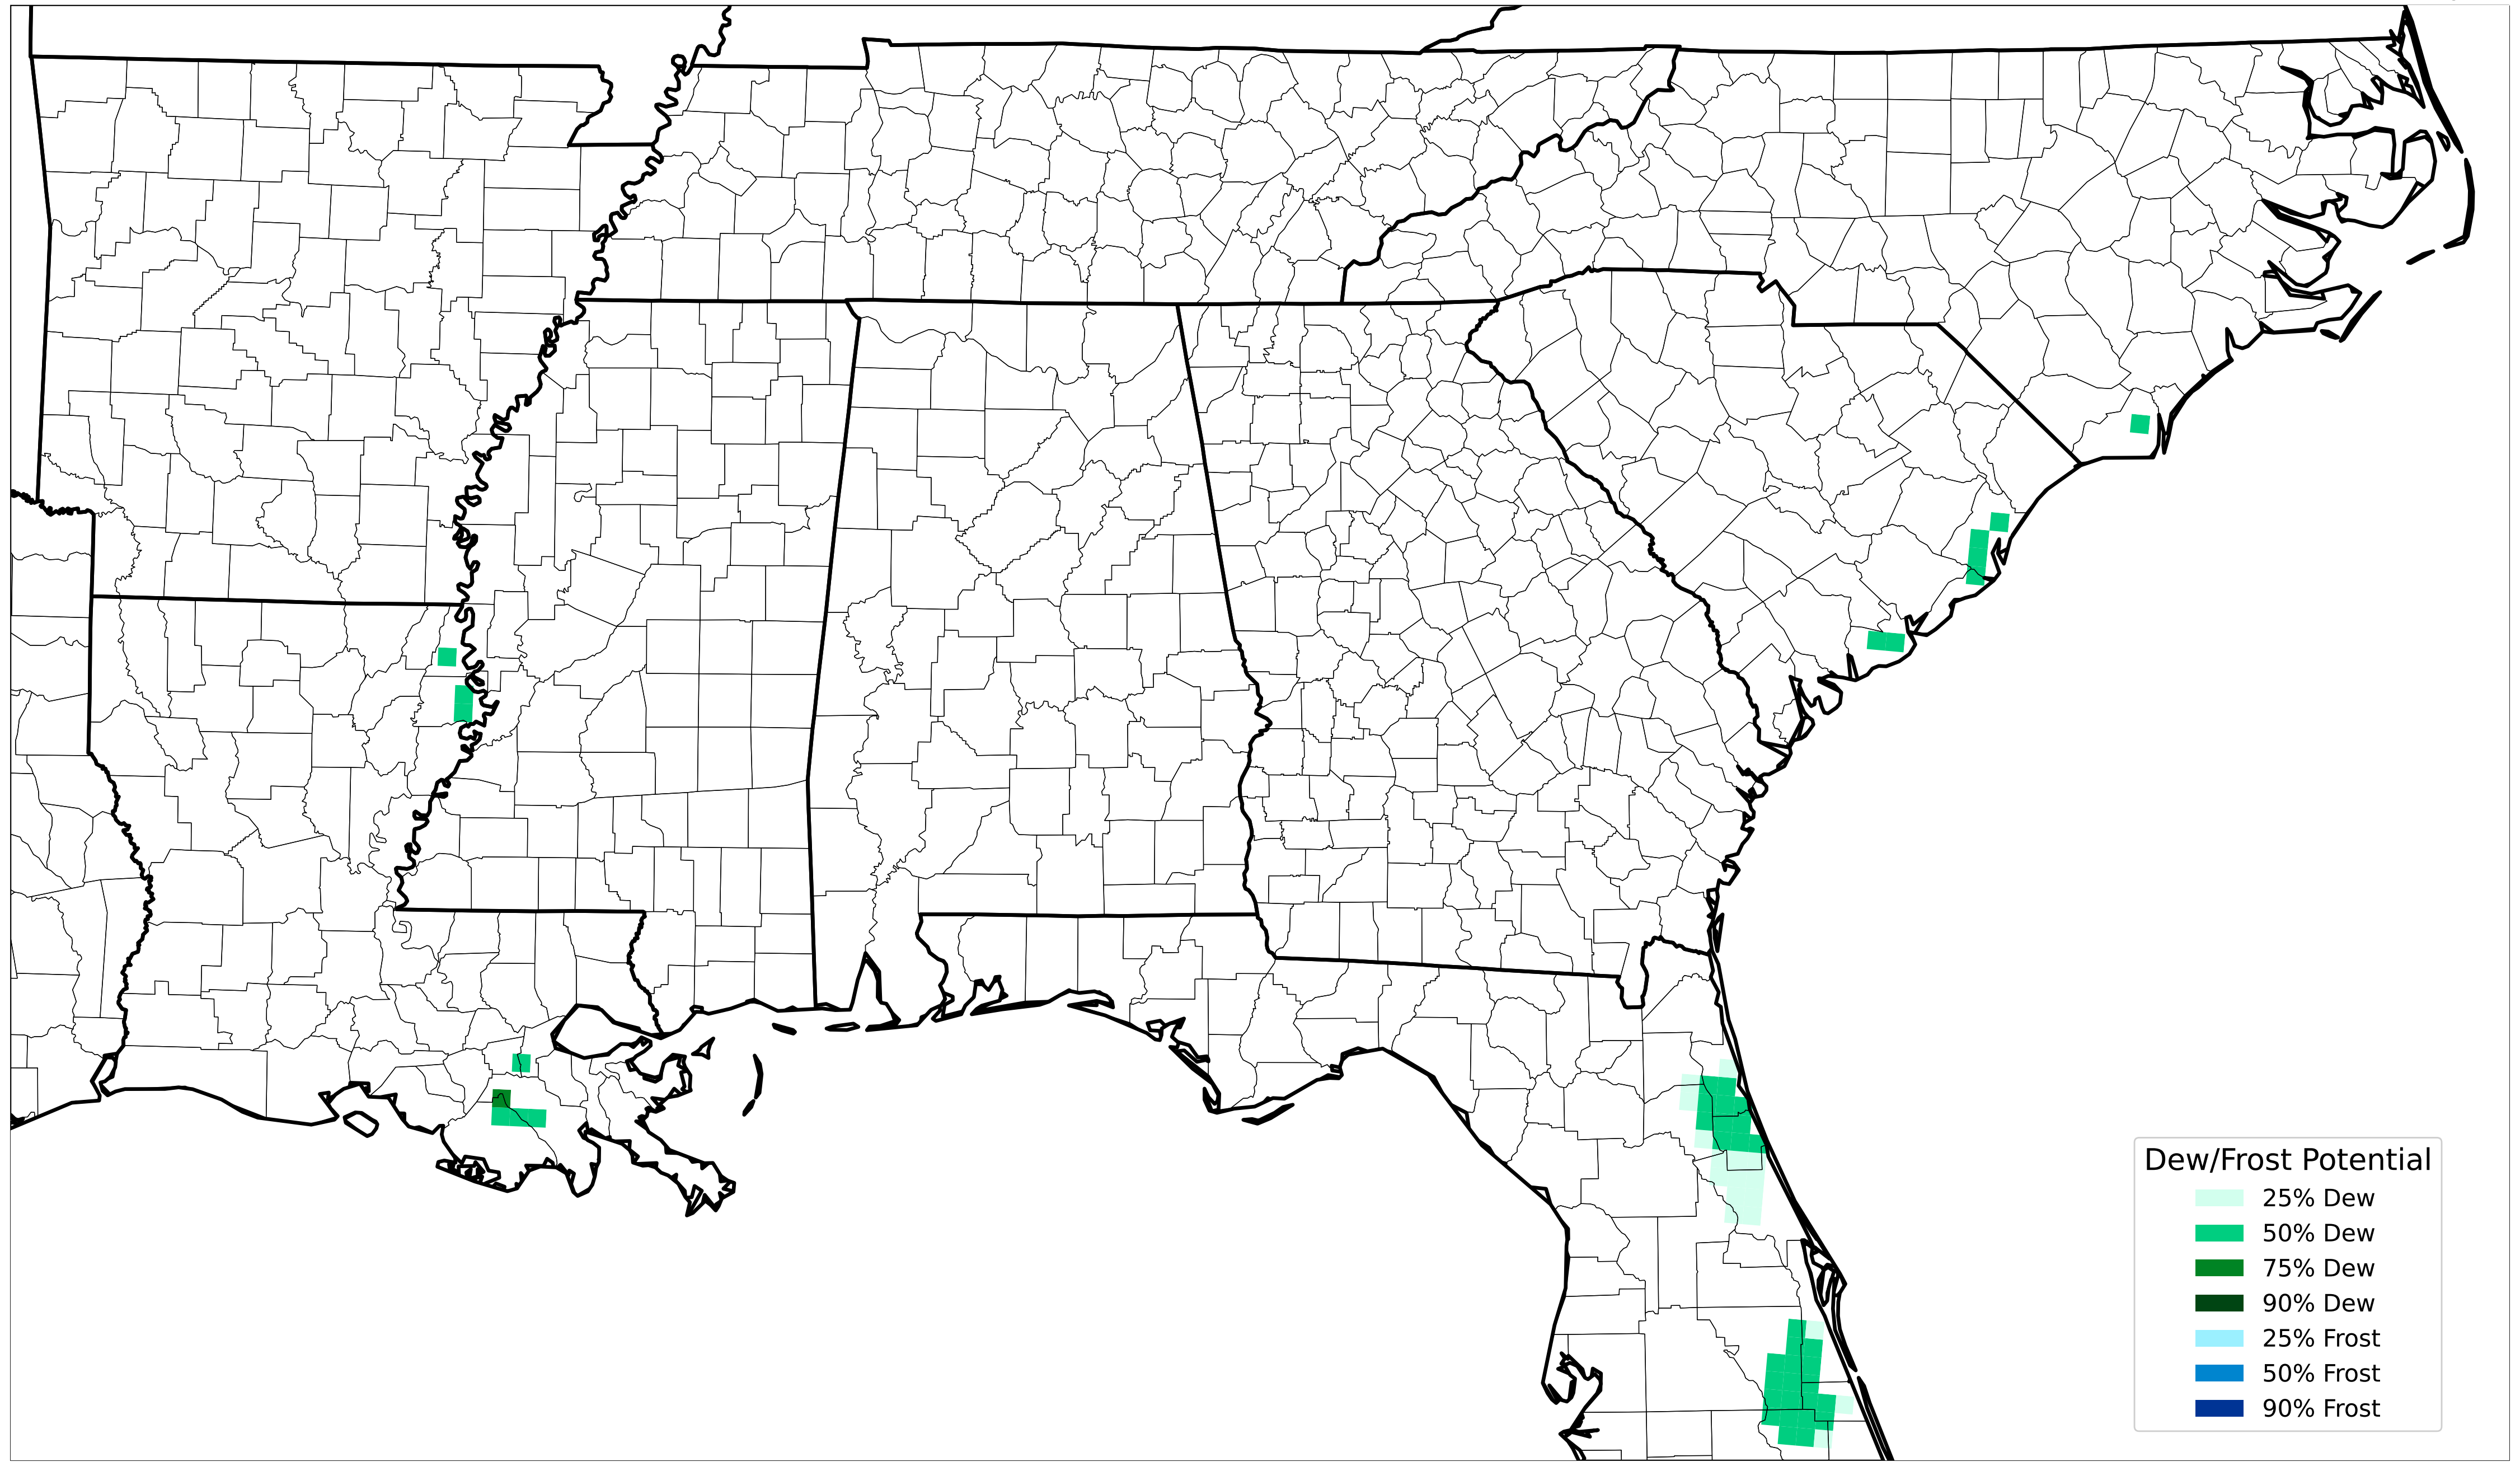 Dew/Frost Potential
25% Dew
50% Dew
75% Dew
90% Dew
25% Frost
50% Frost
90% Frost